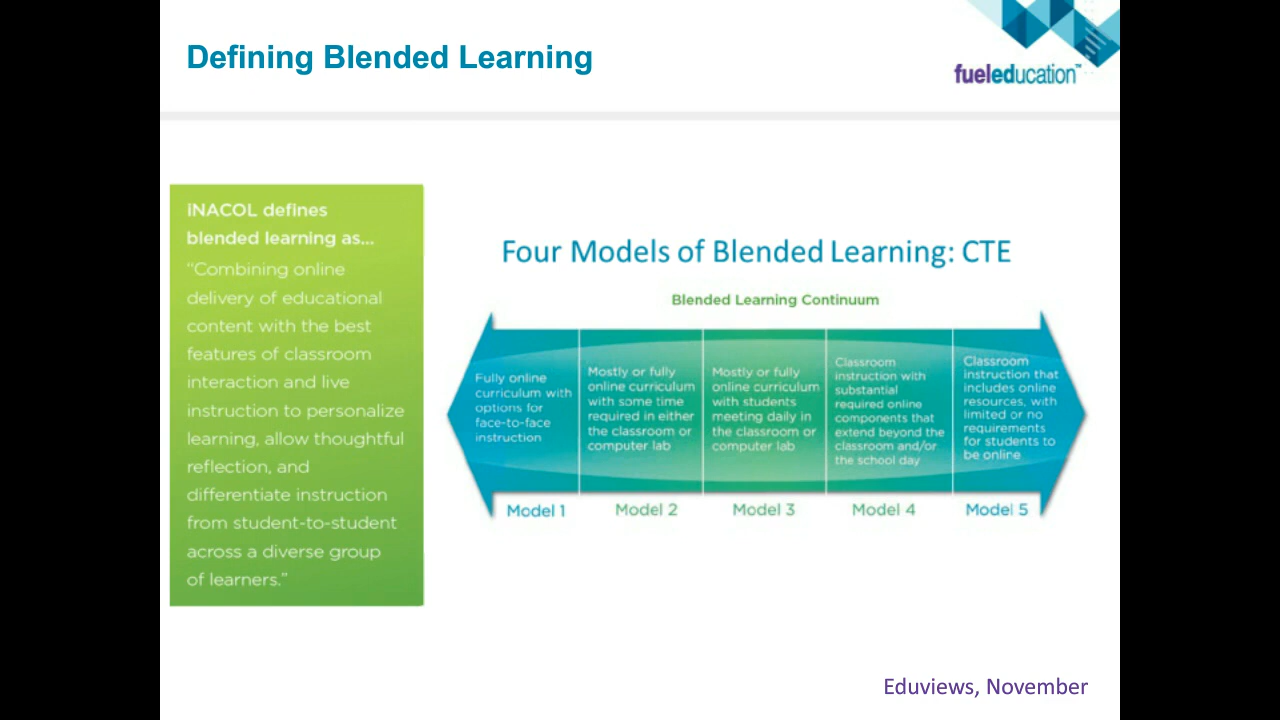 Defining Blended Learning
fueleducation™
iNACOL defines
blended learning as...
“Combining online
delivery of educational
content with the best
features of classroom
interaction and live
instruction to personalize
learning, allow thoughtful
reflection, and
differentiate instruction
from student-to-student
across a diverse group
of learners.”
Four Models of Blended Learning: CTE
Blended Learning Continuum
Fully online
curriculum with
options for
face-to-face
instruction
Model 1
Mostly or fully
online curriculum
with some time
required in either
the classroom or
computer lab
Model 2
Mostly or fully
online curriculum
with students
meeting daily in
the classroom or
computer lab
Model 3
Classroom
instruction with
substantial
required online
components that
extend beyond the
classroom and/or
the school day
Model 4
Classroom
instruction that
includes online
resources, with
limited or no
requirements
for students to
be online
Model 5
Eduviews, November